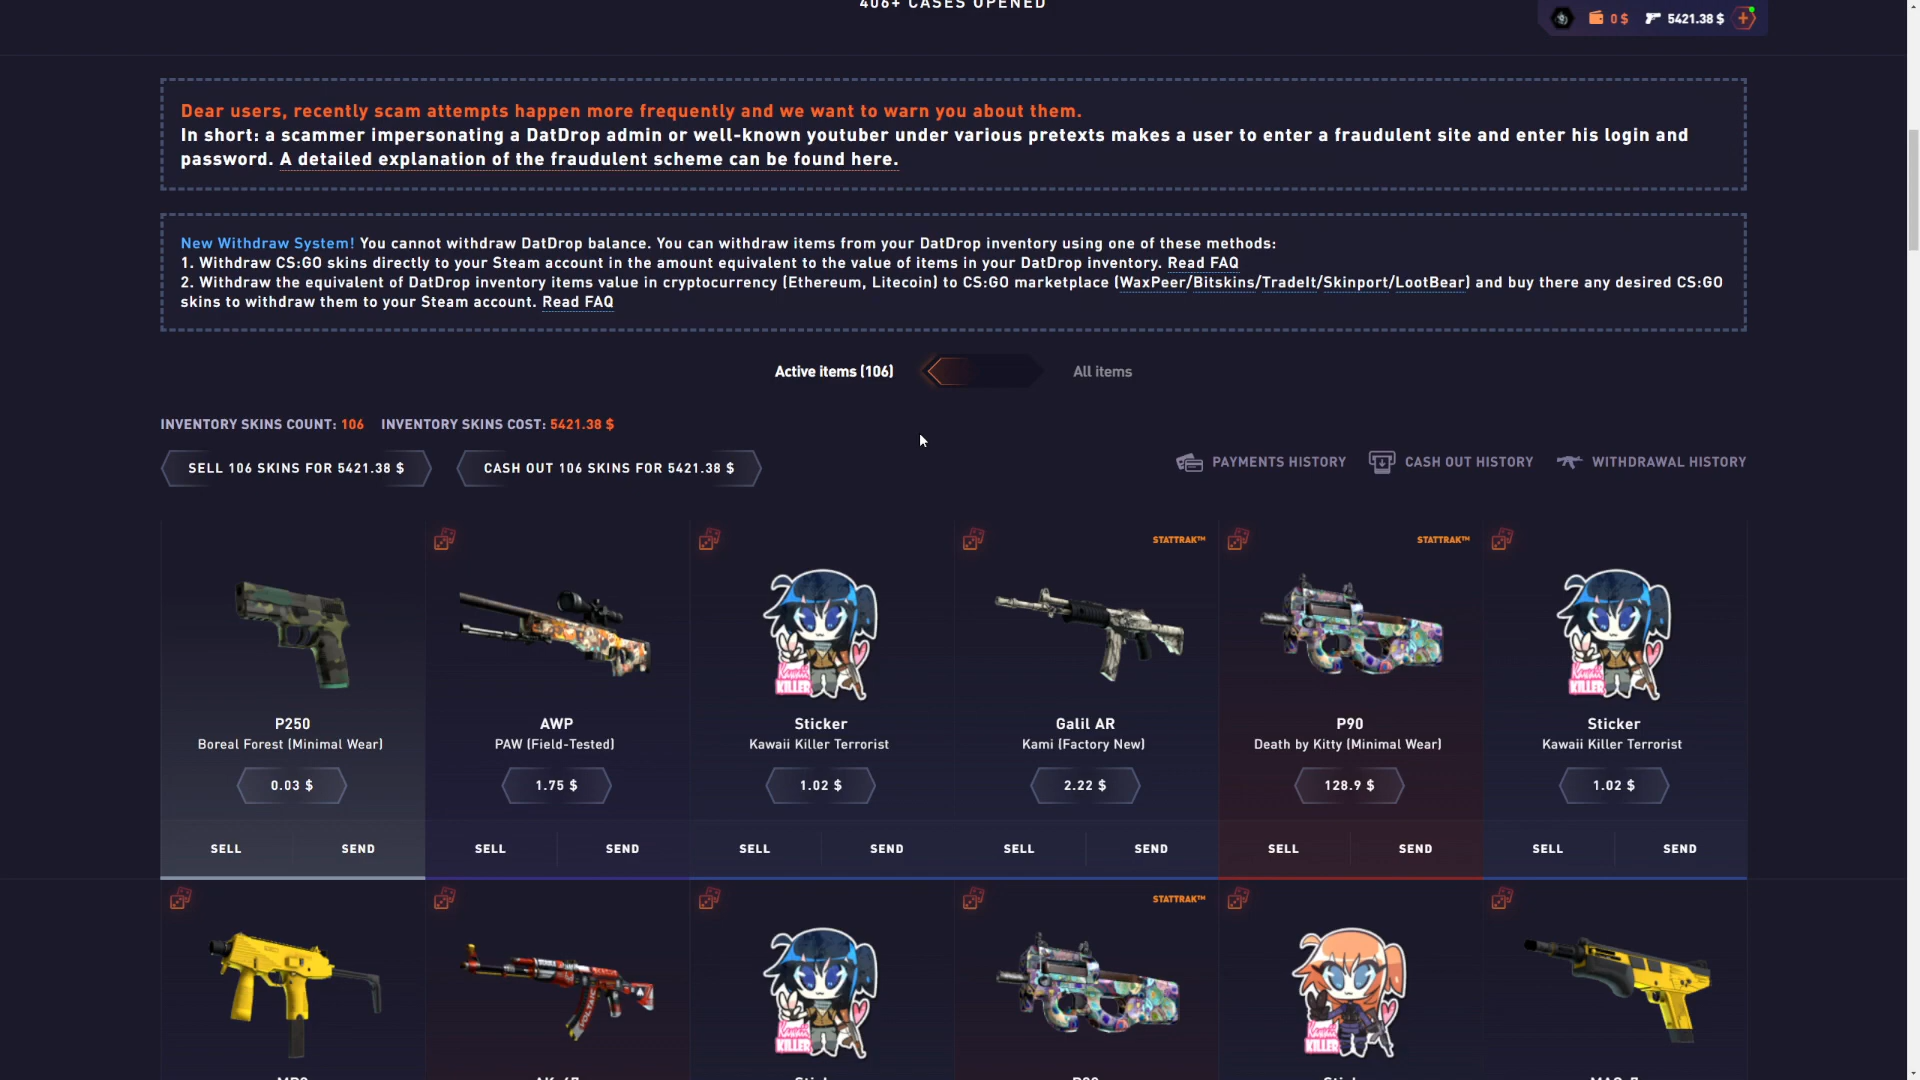 406+ CASES OPENED
0 $
5421.38 $
Dear users, recently scam attempts happen more frequently and we want to warn you about them.
In short: a scammer impersonating a DatDrop admin or well-known youtuber under various pretexts makes a user to enter a fraudulent site and enter his login and
password. A detailed explanation of the fraudulent scheme can be found here.
New Withdraw System! You cannot withdraw DatDrop balance. You can withdraw items from your DatDrop inventory using one of these methods:
1. Withdraw CS:GO skins directly to your Steam account in the amount equivalent to the value of items in your DatDrop inventory. Read FAQ
2. Withdraw the equivalent of DatDrop inventory items value in cryptocurrency (Ethereum, Litecoin) to CS:GO marketplace (WaxPeer/Bitskins/TradeIt/Skinport/LootBear) and buy there any desired CS:GO
skins to withdraw them to your Steam account. Read FAQ
Active items (106)
All items
INVENTORY SKINS COUNT: 106 INVENTORY SKINS COST: 5421.38 $
SELL 106 SKINS FOR 5421.38 $
CASH OUT 106 SKINS FOR 5421.38 $
PAYMENTS HISTORY
CASH OUT HISTORY
WITHDRAWAL HISTORY
STATTRAK™
STATTRAK™
KILLER
KILLER
P250
AWP
Sticker
Galil AR
P90
Sticker
Boreal Forest (Minimal Wear)
PAW (Field-Tested)
Kawaii Killer Terrorist
Kami (Factory New)
Death by Kitty (Minimal Wear)
Kawaii Killer Terrorist
0.03 $
1.75 $
1.02 $
2.22 $
128.9 $
1.02 $
SELL
SEND
SELL
SEND
SELL
SEND
SELL
SEND
SELL
SEND
SELL
SEND
STATTRAK™
KILLER
KILLER